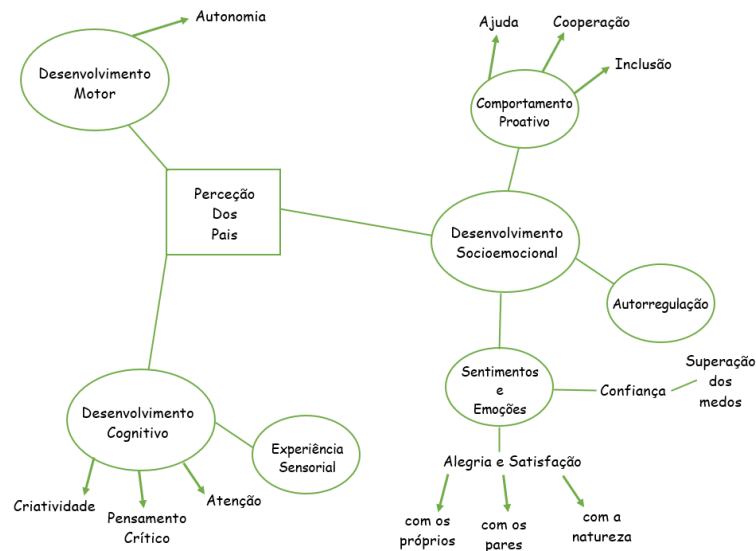 Autonomia
Desenvolvimento
Motor
Ajuda
Cooperação
Inclusão
Comportamento
Proativo
Perceção
Dos
Pais
Desenvolvimento
Socioemocional
Autorregulação
Sentimentos
e
Emoções
Confiança
Superação
dos
medos
Desenvolvimento
Cognitivo
Experiência
Sensorial
Alegria e Satisfação
Criatividade
Pensamento
Crítico
Atenção
com os
próprios
com os
pares
com a
natureza